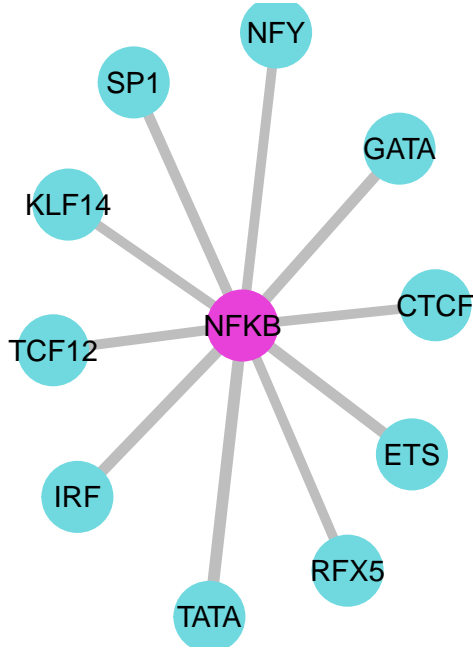 NFY
SP1
GATA
KLF14
CTCF
NFKB
TCF12
ETS
IRF
RFX5
TATA